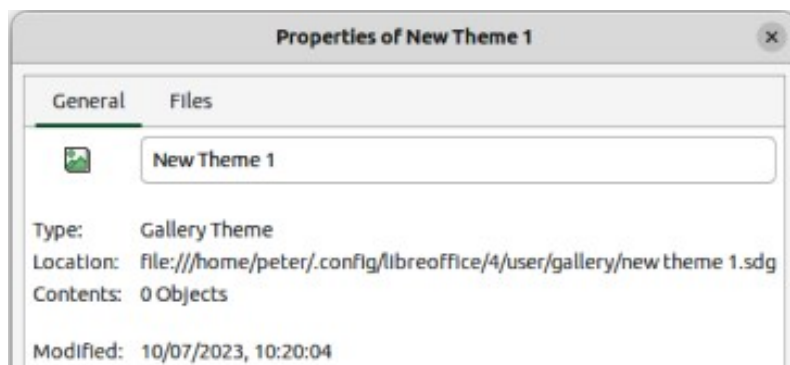 Properties of New Theme 1
General Files
New Theme 1
Type: Gallery Theme
Location: file:///home/peter/.config/libreoffice/4/user/gallery/new theme 1.sdg
Contents: 0 Objects
Modified: 10/07/2023, 10:20:04